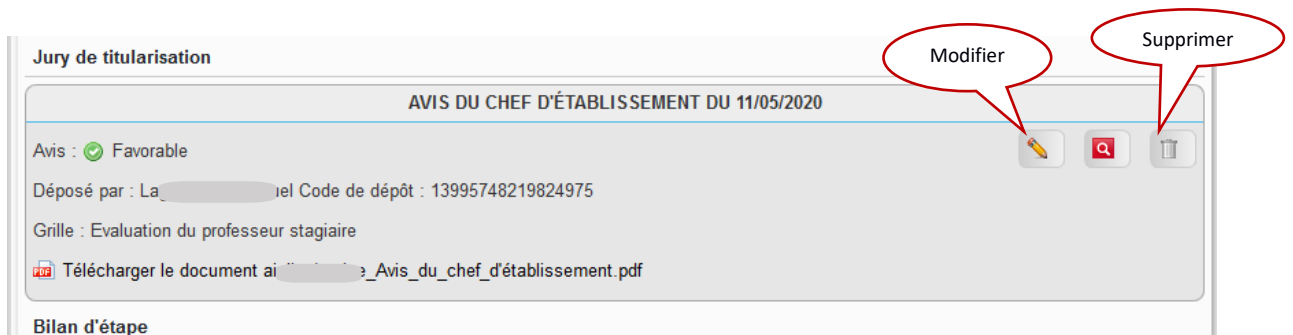 Modifier
Supprimer
Jury de titularisation
AVIS DU CHEF D'ÉTABLISSEMENT DU 11/05/2020
Avis : Favorable
Déposé par : Code de dépôt : 13995748219824975
Grille : Evaluation du professeur stagiaire
PDF Télécharger le document _Avis_du_chef_d'établissement.pdf
Bilan d'étape